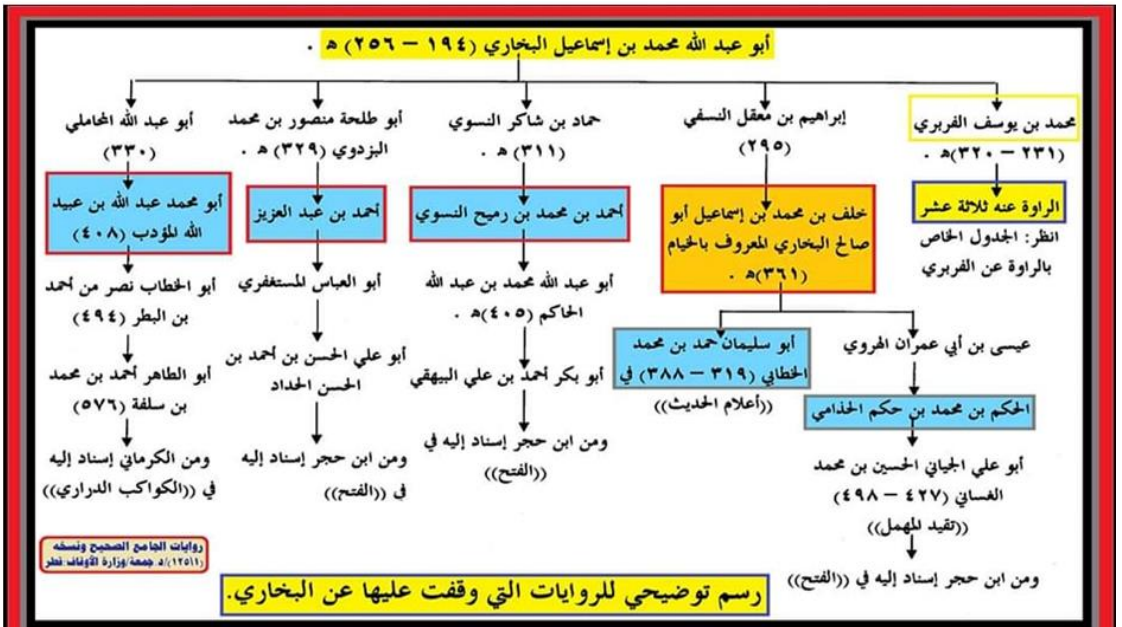 أبو عبد الله محمد بن إسماعيل البخاري (١٩٤ – ٢٥٦) هـ .
محمد بن يوسف الفربري
(٢٣١ – ٣٢٠)هـ .
الراوة عنه ثلاثة عشر
انظر: الجدول الخاص
بالراوة عن الفربري
إبراهيم بن معقل النسفي
(٢٩٥)
خلف بن محمد بن إسماعيل أبو
صالح البخاري المعروف بالخيام
(٣٦١)هـ .
عيسى بن أبي عمران الهروي
الحكم بن محمد بن حكم الحذامي
أبو علي الجياني الحسين بن محمد
الغساني (٤٢٧ – ٤٩٨)
((تقيد المهمل))
ومن ابن حجر إسناد إليه في ((الفتح))
أبو سليمان حمد بن محمد
الخطابي (٣١٩ – ٣٨٨) في
((أعلام الحديث))
حماد بن شاكر النسوي
(٣١١) هـ .
أحمد بن محمد بن رميح النسوي
أبو عبد الله محمد بن عبد الله
الحاكم (٤٠٥)هـ .
أبو بكر أحمد بن علي البيهقي
ومن ابن حجر إسناد إليه في
((الفتح))
أبو طلحة منصور بن محمد
البزدوي (٣٢٩) هـ .
أحمد بن عبد العزيز
أبو العباس المستغفري
أبو علي الحسن بن أحمد بن
الحسن الحداد
ومن ابن حجر إسناد إليه
في ((الفتح))
أبو عبد الله المحاملي
(٣٣٠)
أبو محمد عبد الله بن عبيد
الله المؤدب (٤٠٨)
أبو الخطاب نصر من أحمد
بن البطر (٤٩٤)
أبو الطاهر أحمد بن محمد
بن سلفة (٥٧٦)
ومن الكرماني إسناد إليه
في ((الكواكب الدراري))
روايات الجامع الصحيح ونسخه
(١٢٥/١)/د.جمعة/وزارة الأوقاف:قطر
رسم توضيحي للروايات التي وقفت عليها عن البخاري.